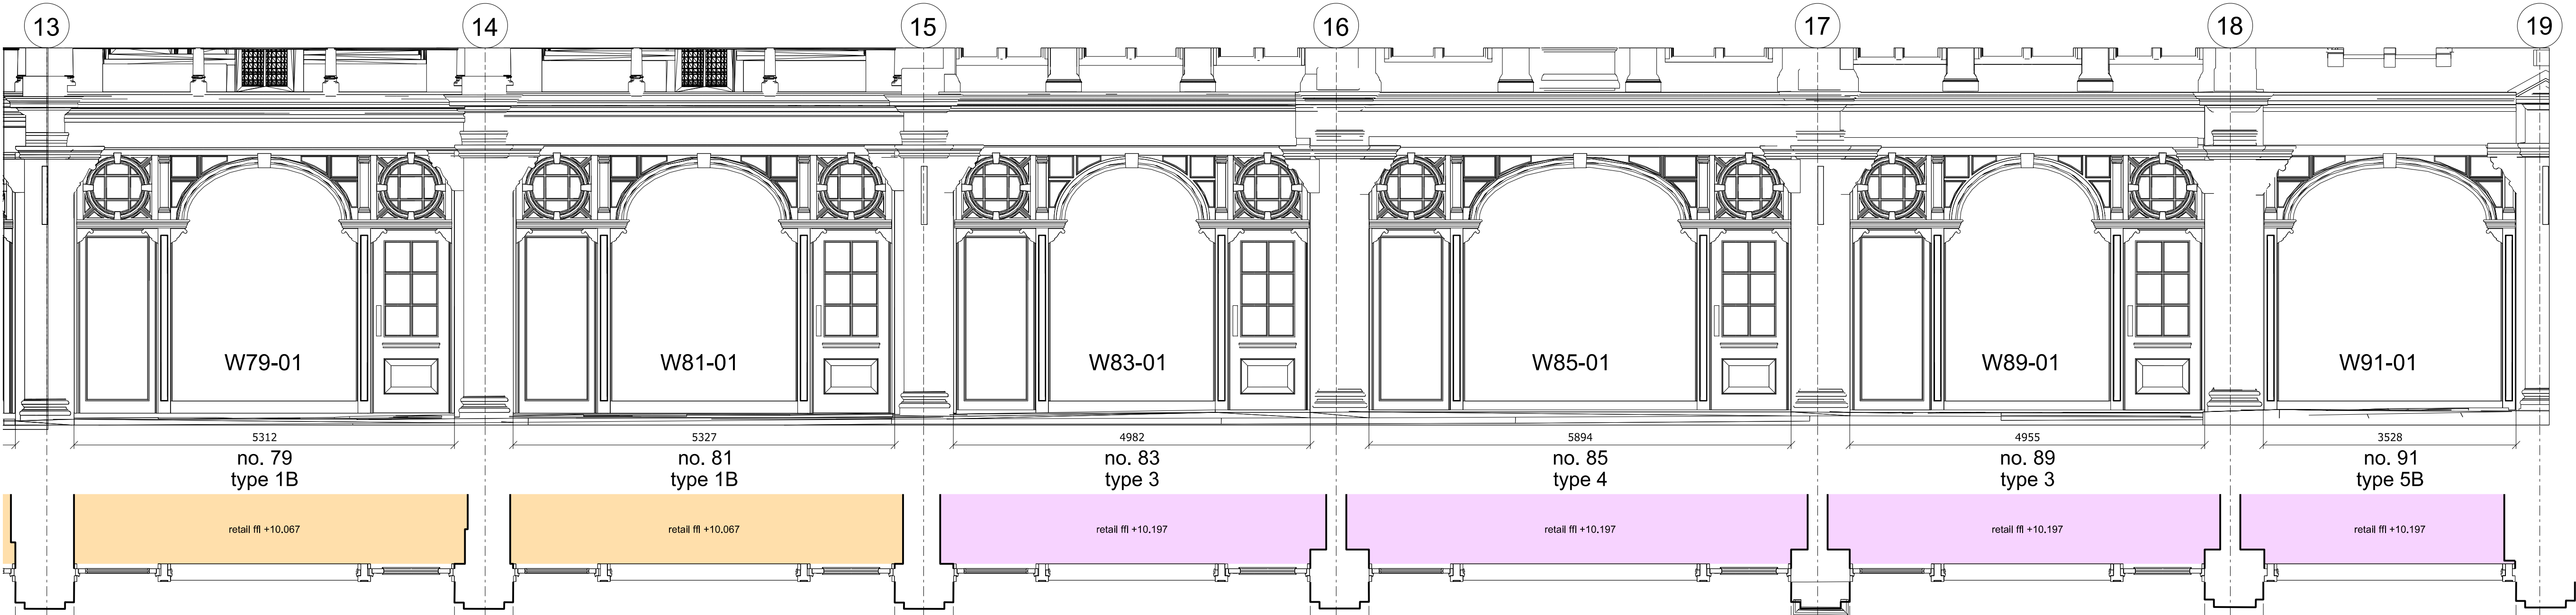 13 14 15 16 17 18 19
W79-01 W81-01 W83-01 W85-01 W89-01 W91-01
5312 5327 4982 5894 4955 3528
no. 79 no. 81 no. 83 no. 85 no. 89 no. 91
type 1B type 1B type 3 type 4 type 3 type 5B
retail ffl +10.067 retail ffl +10.067 retail ffl +10.197 retail ffl +10.197 retail ffl +10.197 retail ffl +10.197